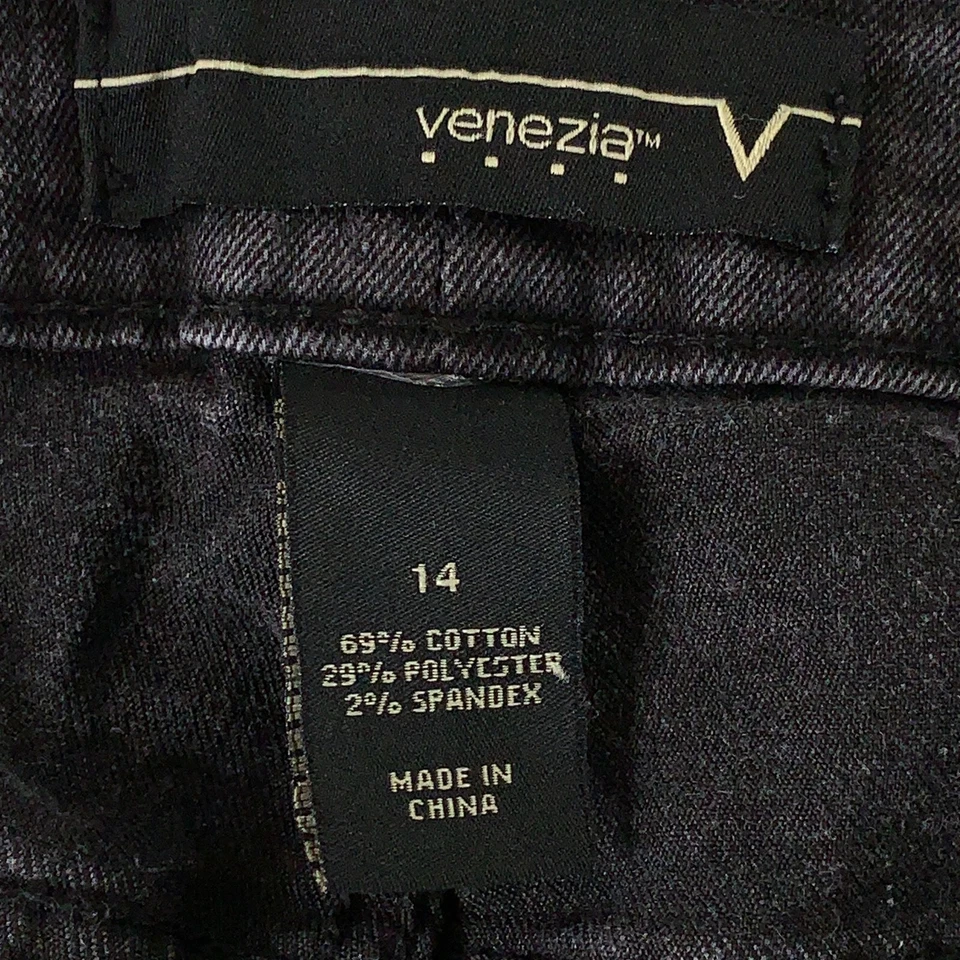 venezia™
14
69% COTTON
29% POLYESTER
2% SPANDEX
MADE IN
CHINA